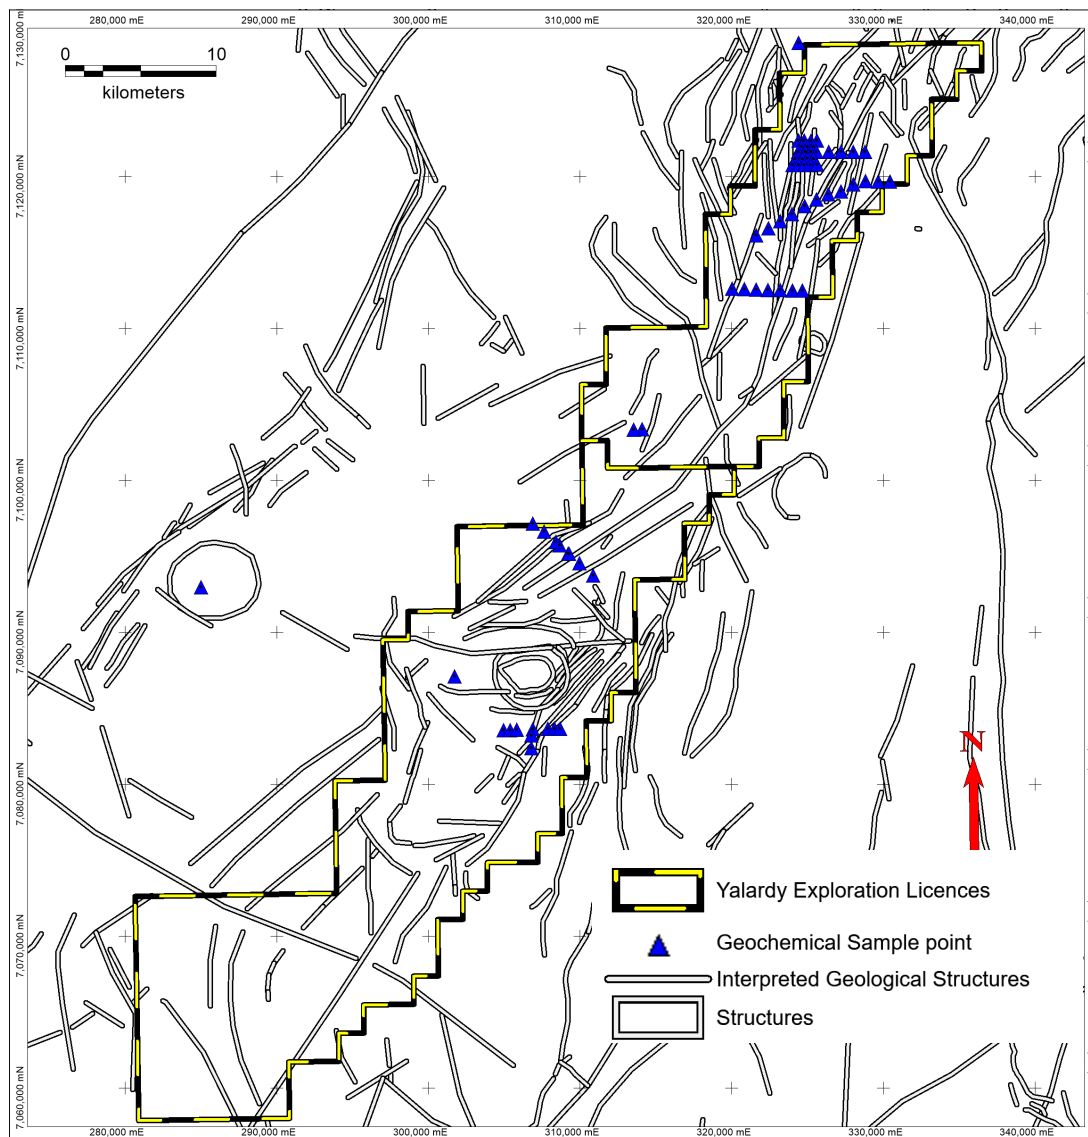 280,000 mE 290,000 mE 300,000 mE 310,000 mE 320,000 mE 330,000 mE 340,000 mE
7,130,000 mN
0 10
kilometers
7,120,000 mN
7,110,000 mN
7,100,000 mN
7,090,000 mN
N
7,080,000 mN
Yalardy Exploration Licences
Geochemical Sample point
7,070,000 mN
Interpreted Geological Structures
Structures
7,060,000 mN
280,000 mE 290,000 mE 300,000 mE 310,000 mE 320,000 mE 330,000 mE 340,000 mE